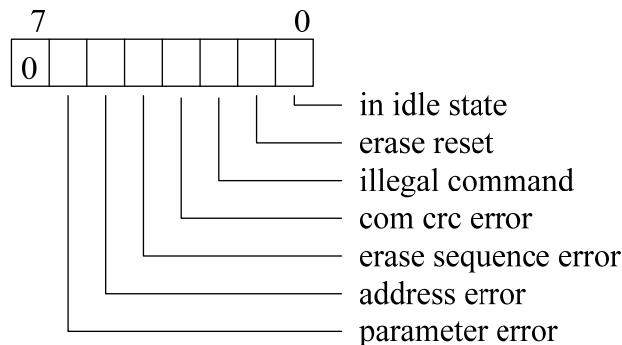 7 0
0
in idle state
erase reset
illegal command
com crc error
erase sequence error
address error
parameter error